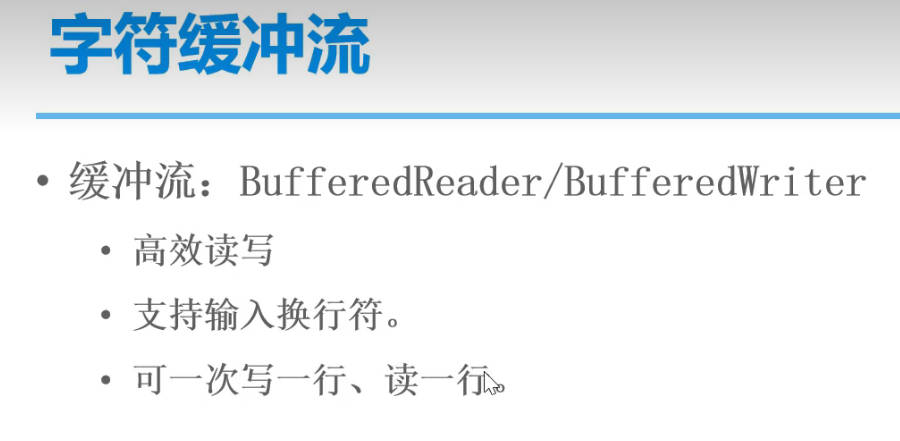 字符缓冲流
• 缓冲流：BufferedReader/BufferedWriter
• 高效读写
• 支持输入换行符。
• 可一次写一行、读一行。